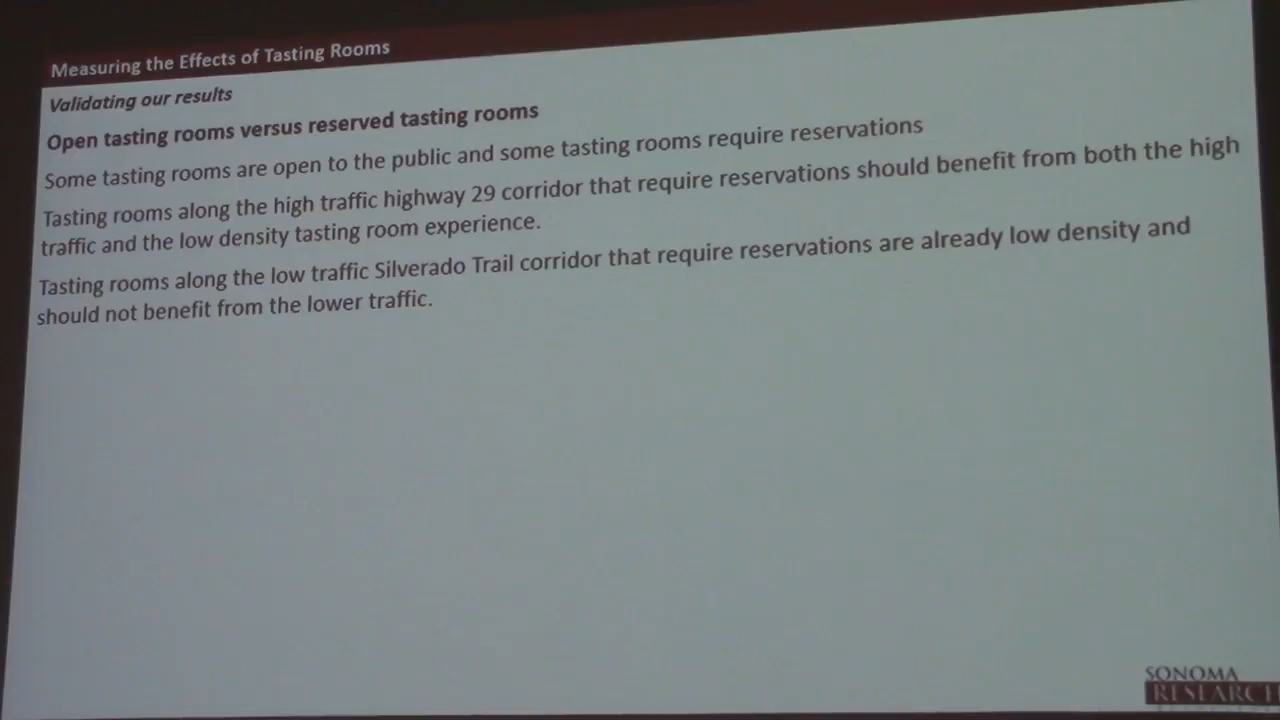 Measuring the Effects of Tasting Rooms
Validating our results
Open tasting rooms versus reserved tasting rooms
Some tasting rooms are open to the public and some tasting rooms require reservations
Tasting rooms along the high traffic highway 29 corridor that require reservations should benefit from both the high
traffic and the low density tasting room experience.
Tasting rooms along the low traffic Silverado Trail corridor that require reservations are already low density and
should not benefit from the lower traffic.
SONOMA
RESEARCH